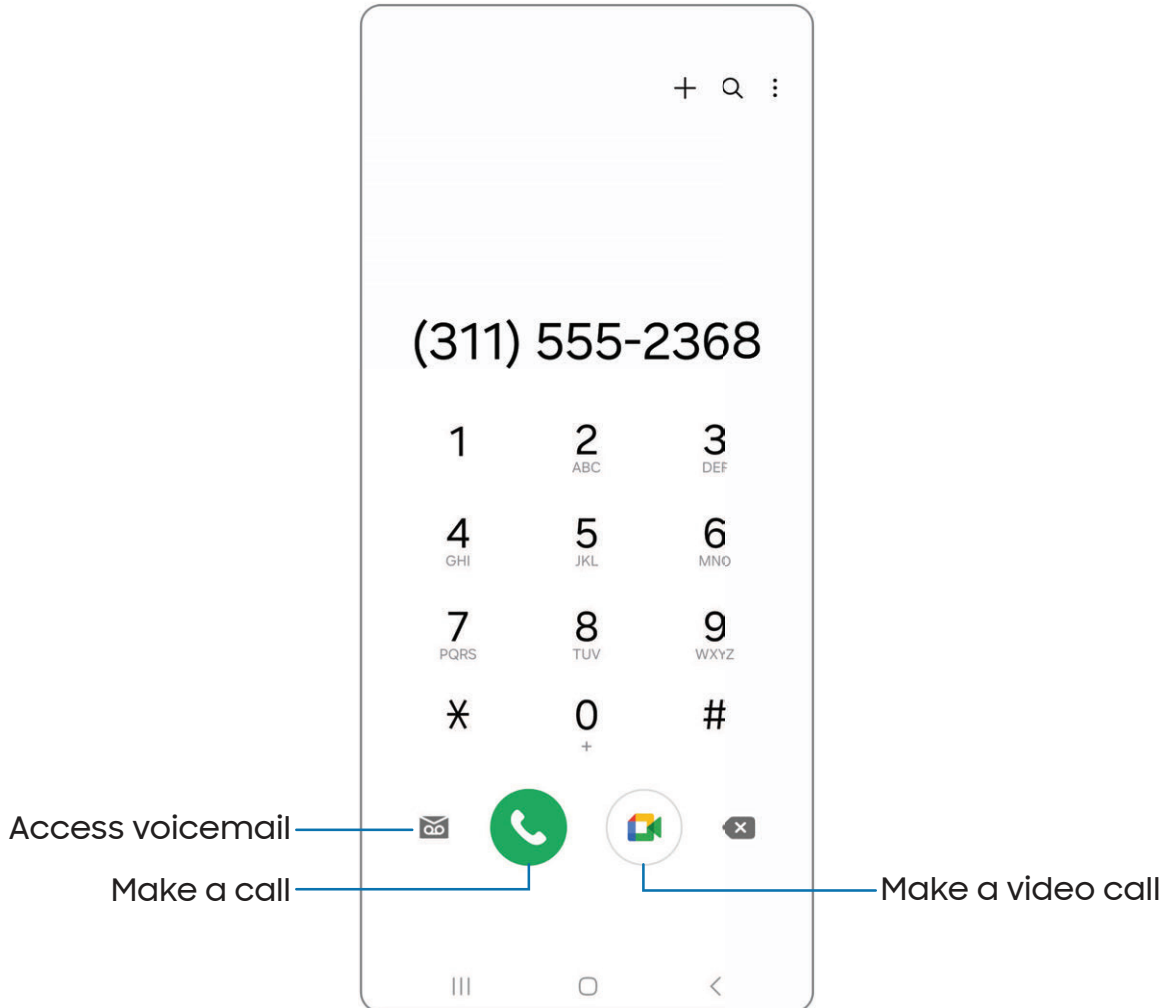 (311) 555-2368
1 2 3
ABC DEF
4 5 6
GHI JKL MNO
7 8 9
PQRS TUV WXYZ
* 0 #
+
Access voicemail
Make a call
Make a video call